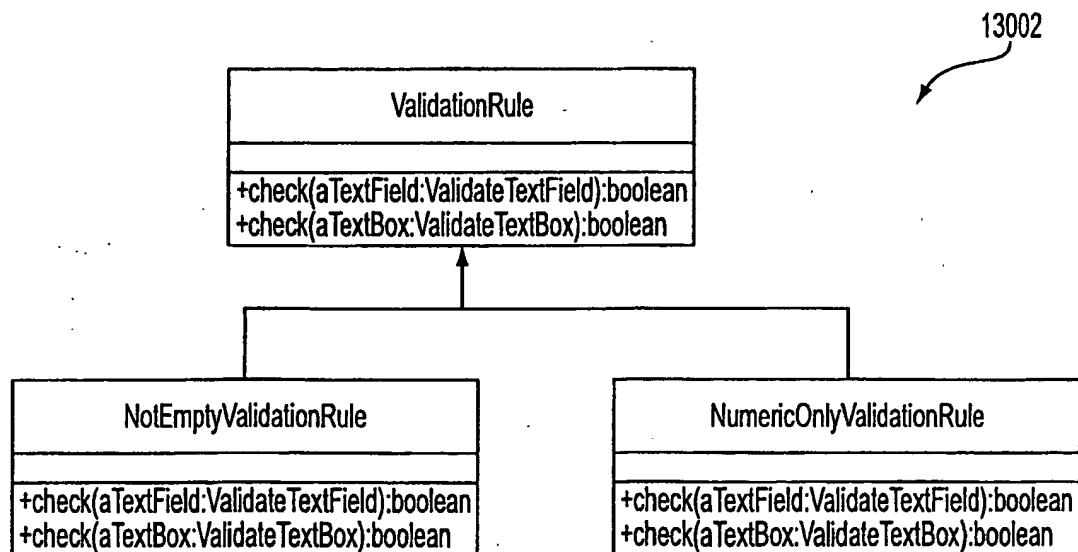 13002
ValidationRule
+check(aTextField:ValidateTextField):boolean
+check(aTextBox:ValidateTextBox):boolean
NotEmptyValidationRule
+check(aTextField:ValidateTextField):boolean
+check(aTextBox:ValidateTextBox):boolean
NumericOnlyValidationRule
+check(aTextField:ValidateTextField):boolean
+check(aTextBox:ValidateTextBox):boolean